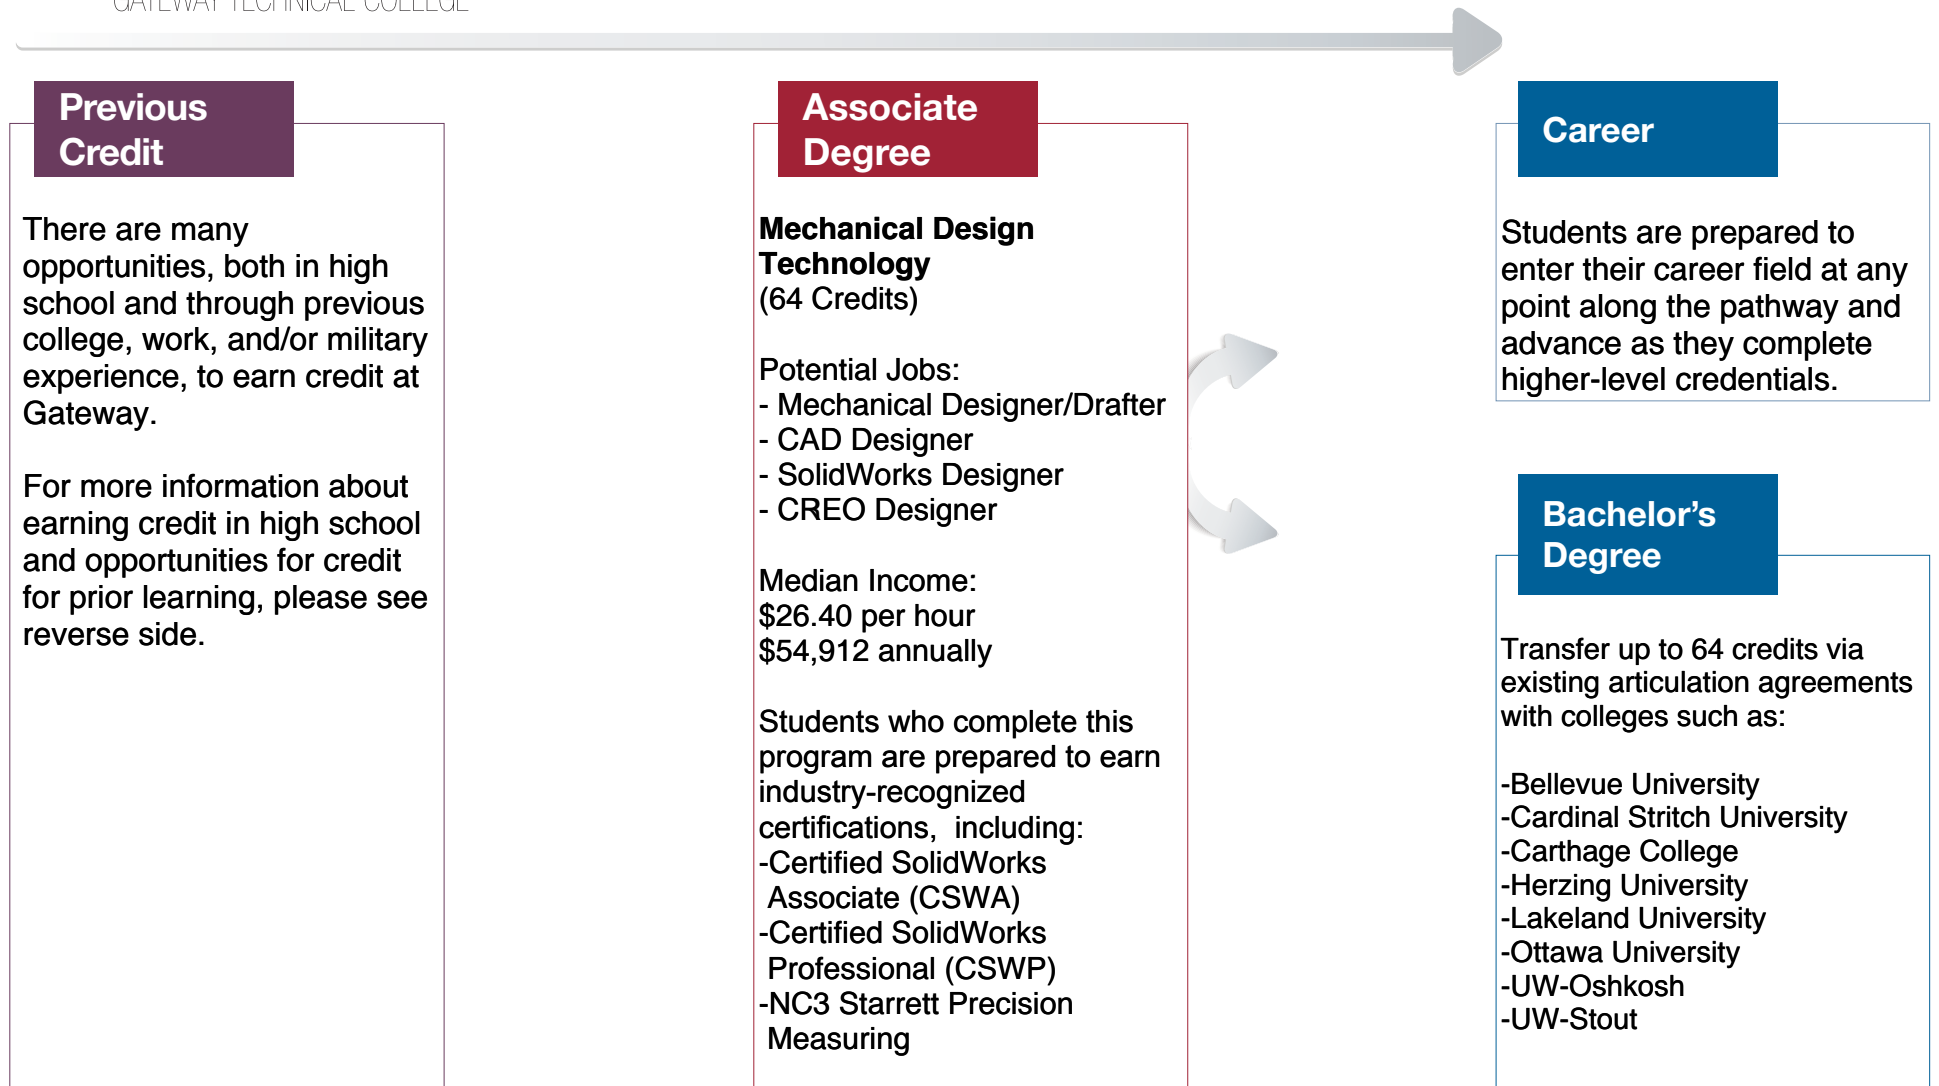 GATEWAY TECHNICAL COLLEGE
Previous
Credit
There are many
opportunities, both in high
school and through previous
college, work, and/or military
experience, to earn credit at
Gateway.
For more information about
earning credit in high school
and opportunities for credit
for prior learning, please see
reverse side.
Associate
Degree
Mechanical Design
Technology
(64 Credits)
Potential Jobs:
- Mechanical Designer/Drafter
- CAD Designer
- SolidWorks Designer
- CREO Designer
Median Income:
$26.40 per hour
$54,912 annually
Students who complete this
program are prepared to earn
industry-recognized
certifications, including:
-Certified SolidWorks
Associate (CSWA)
-Certified SolidWorks
Professional (CSWP)
-NC3 Starrett Precision
Measuring
Career
Students are prepared to
enter their career field at any
point along the pathway and
advance as they complete
higher-level credentials.
Bachelor's
Degree
Transfer up to 64 credits via
existing articulation agreements
with colleges such as:
-Bellevue University
-Cardinal Stritch University
-Carthage College
-Herzing University
-Lakeland University
-Ottawa University
-UW-Oshkosh
-UW-Stout